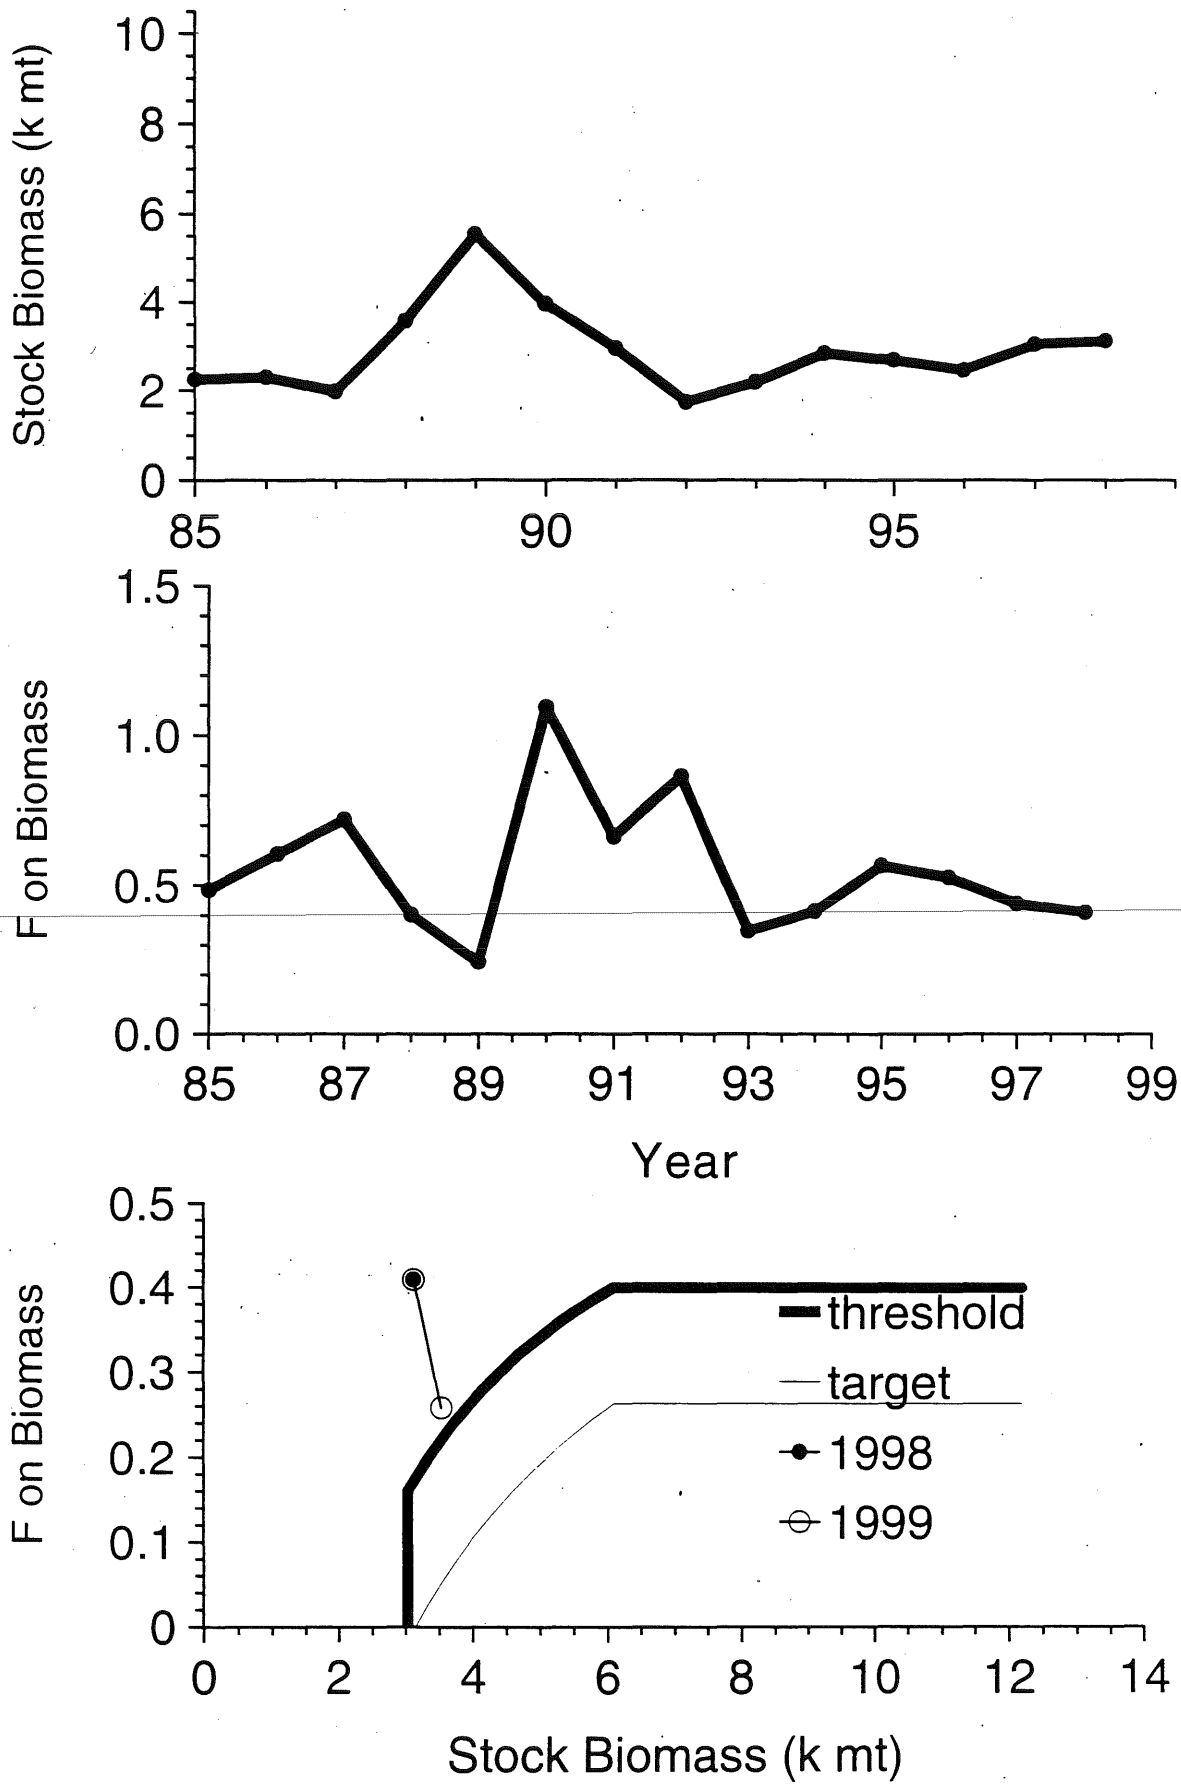 Stock Biomass (k mt)
10
8
6
4
2
0
85 90 95
F on Biomass
1.5
1.0
0.5
0.0
85 87 89 91 93 95 97 99
Year
F on Biomass
0.5
0.4
0.3
0.2
0.1
0
threshold
target
1998
1999
0 2 4 6 8 10 12 14
Stock Biomass (k mt)